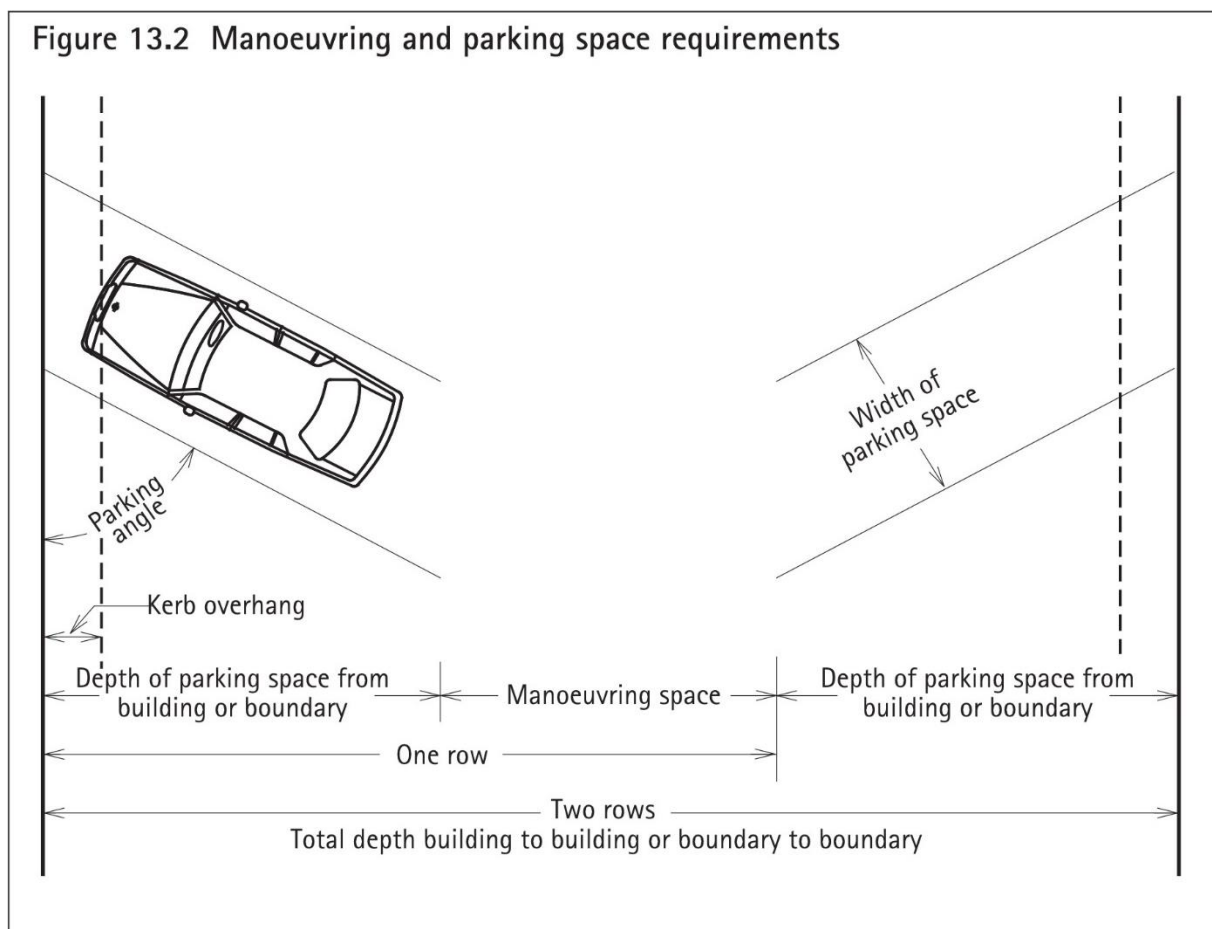 Figure 13.2 Manoeuvring and parking space requirements
Width of
parking space
Parking
angle
Kerb overhang
Depth of parking space from
building or boundary
Manoeuvring space
Depth of parking space from
building or boundary
One row
Two rows
Total depth building to building or boundary to boundary